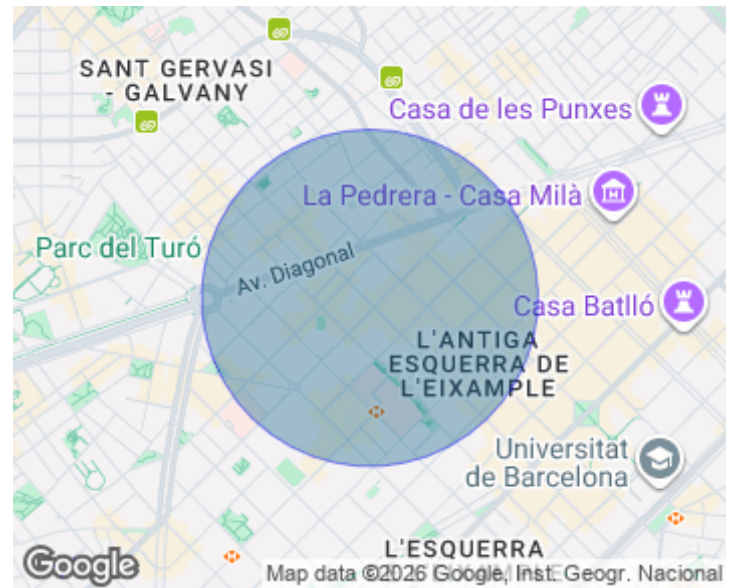 SANT GERVASI
- GALVANY
Casa de les Punxes
La Pedrera - Casa Milà
Parc del Turó
Av. Diagonal
Casa Batlló
L'ANTIGA
ESQUERRA DE
L'EIXAMPLE
Universitat
de Barcelona
L'ESQUERRA
Google
Map data ©2026 Google, Inst. Geogr. Nacional